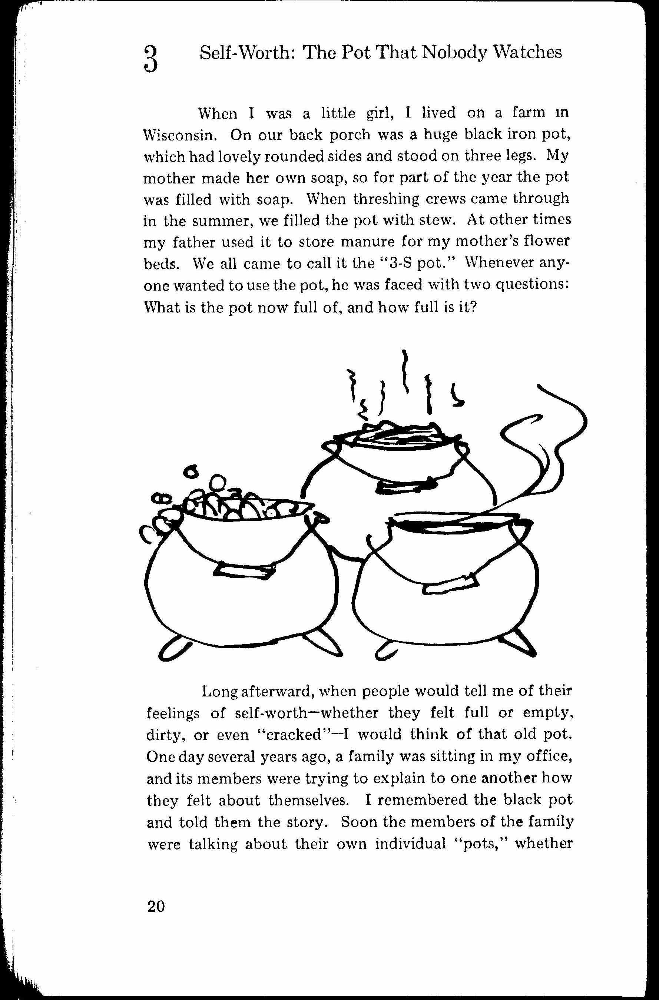 3 Self-Worth: The Pot That Nobody Watches
When I was a little girl, I lived on a farm in
Wisconsin. On our back porch was a huge black iron pot,
which had lovely rounded sides and stood on three legs. My
mother made her own soap, so for part of the year the pot
was filled with soap. When threshing crews came through
in the summer, we filled the pot with stew. At other times
my father used it to store manure for my mother's flower
beds. We all came to call it the “3-S pot.” Whenever any-
one wanted to use the pot, he was faced with two questions:
What is the pot now full of, and how full is it?
Long afterward, when people would tell me of their
feelings of self-worth—whether they felt full or empty,
dirty, or even “cracked”—I would think of that old pot.
One day several years ago, a family was sitting in my office,
and its members were trying to explain to one another how
they felt about themselves. I remembered the black pot
and told them the story. Soon the members of the family
were talking about their own individual “pots,” whether
20